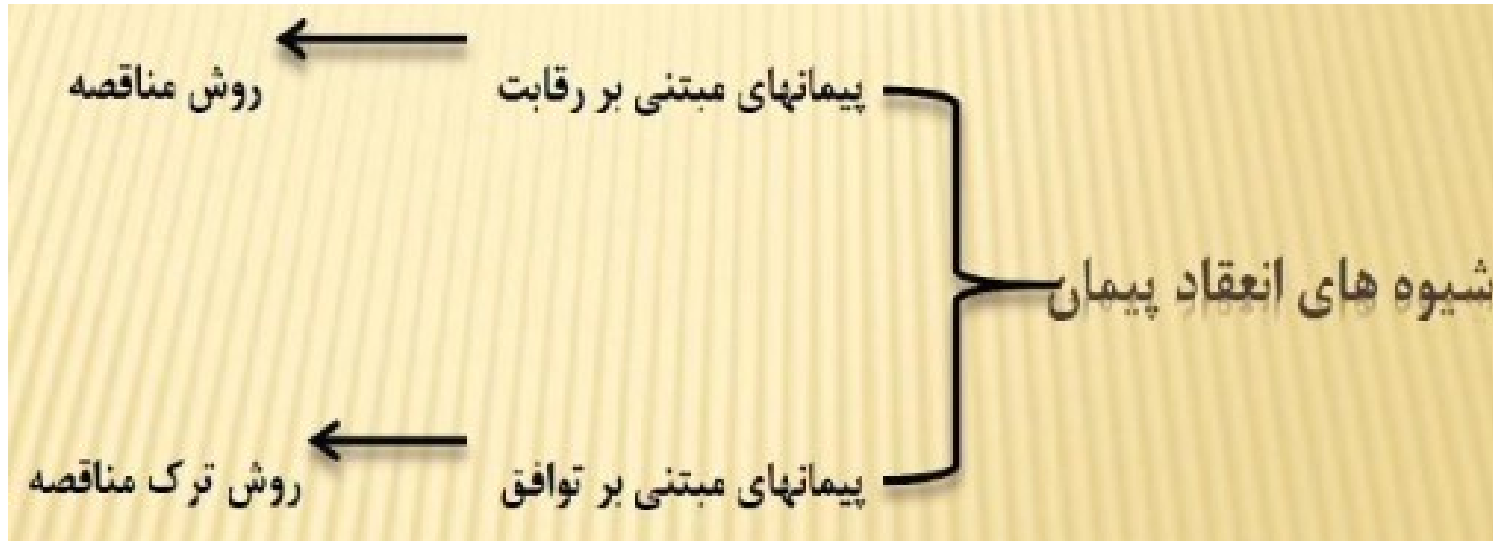 شیوه های انعقاد پیمان
پیمانهای مبتنی بر رقابت
روش مناقصه
پیمانهای مبتنی بر توافق
روش ترک مناقصه